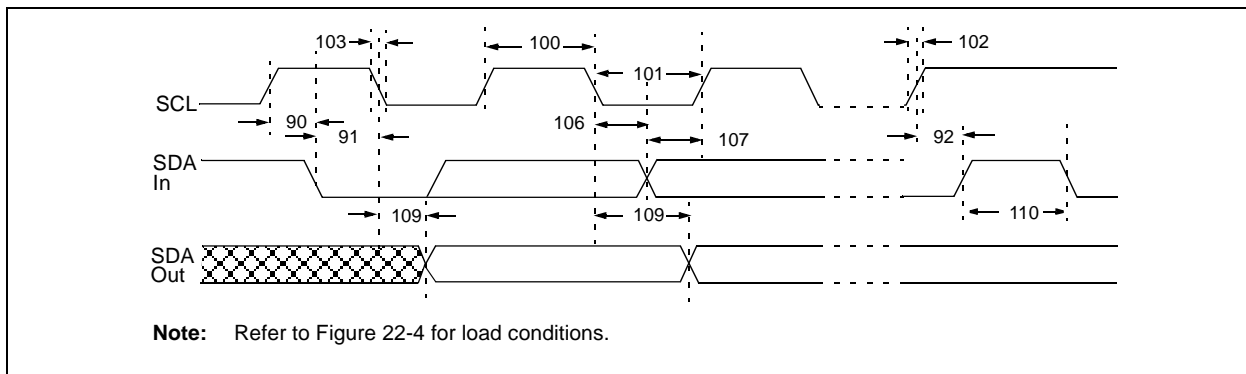 103
100
102
101
SCL
90
91
106
107
92
SDA
In
109
109
110
SDA
Out
Note: Refer to Figure 22-4 for load conditions.